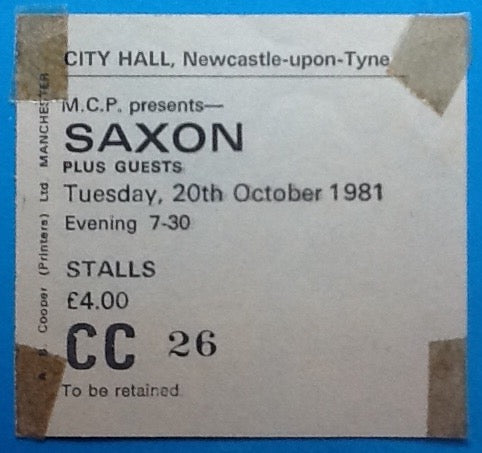 CITY HALL, Newcastle-upon-Tyne
M.C.P. presents—
SAXON
PLUS GUESTS
Tuesday, 20th October 1981
Evening 7-30
STALLS
£4.00
CC 26
To be retained
Cooper (Printers) Ltd. MANCHESTER